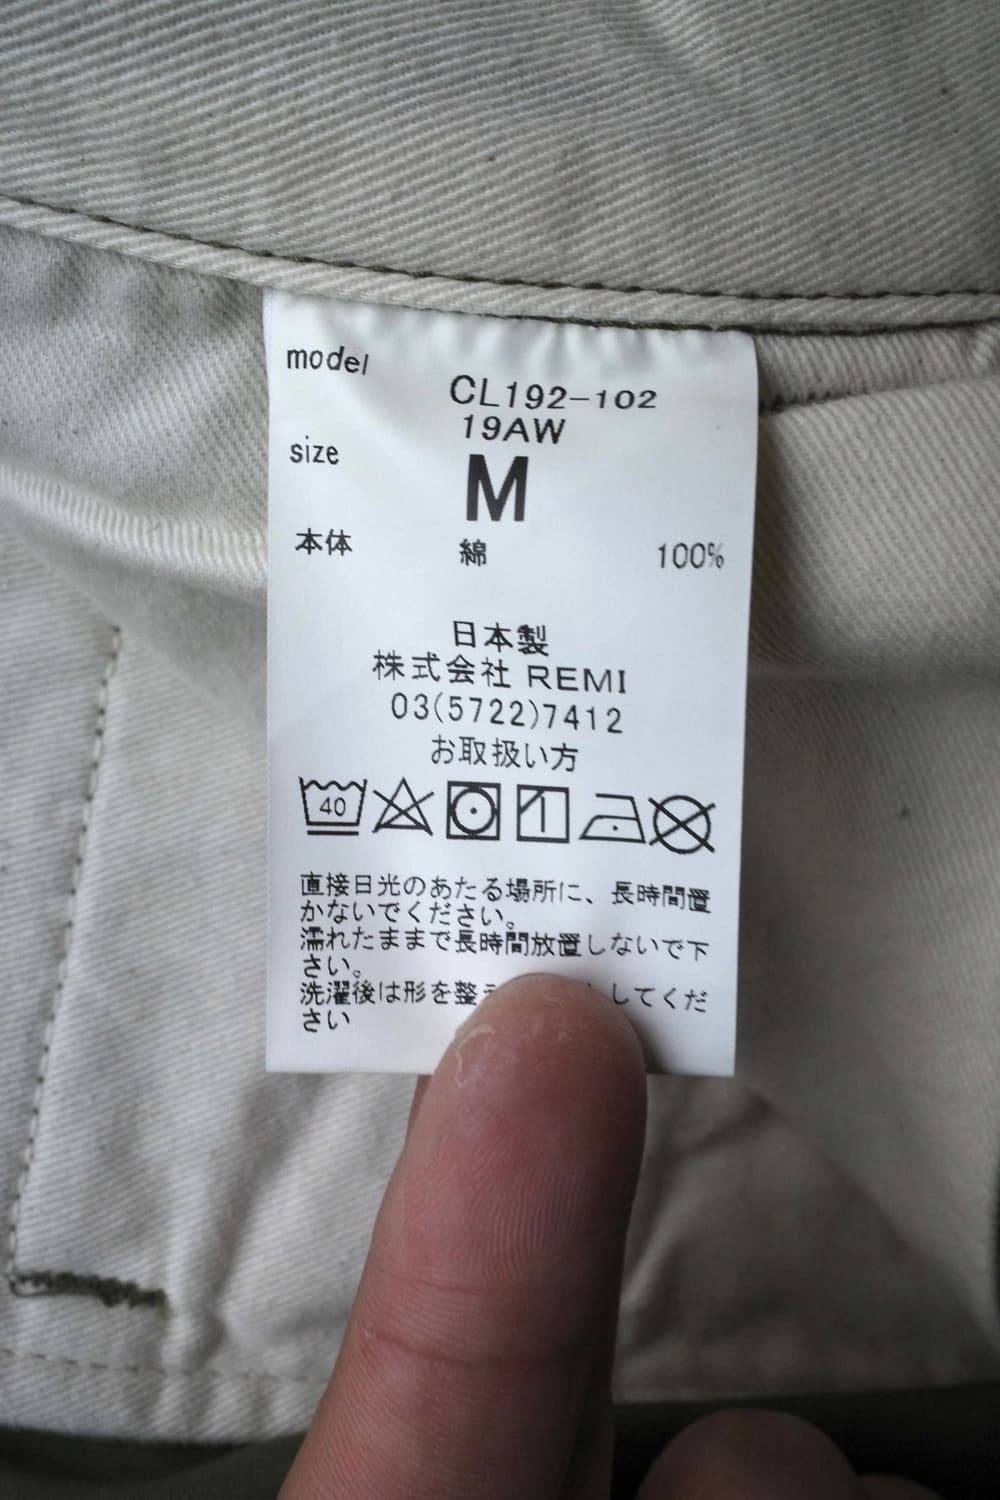 model
CL192-102
19AW
size
M
本体 綿 100%
日本製
株式会社 REMI
03(5722)7412
お取扱い方
40
直接日光のあたる場所に、長時間置
かないでください。
濡れたままで長時間放置しないで下
さい。
洗濯後は形を整 してくだ
さい